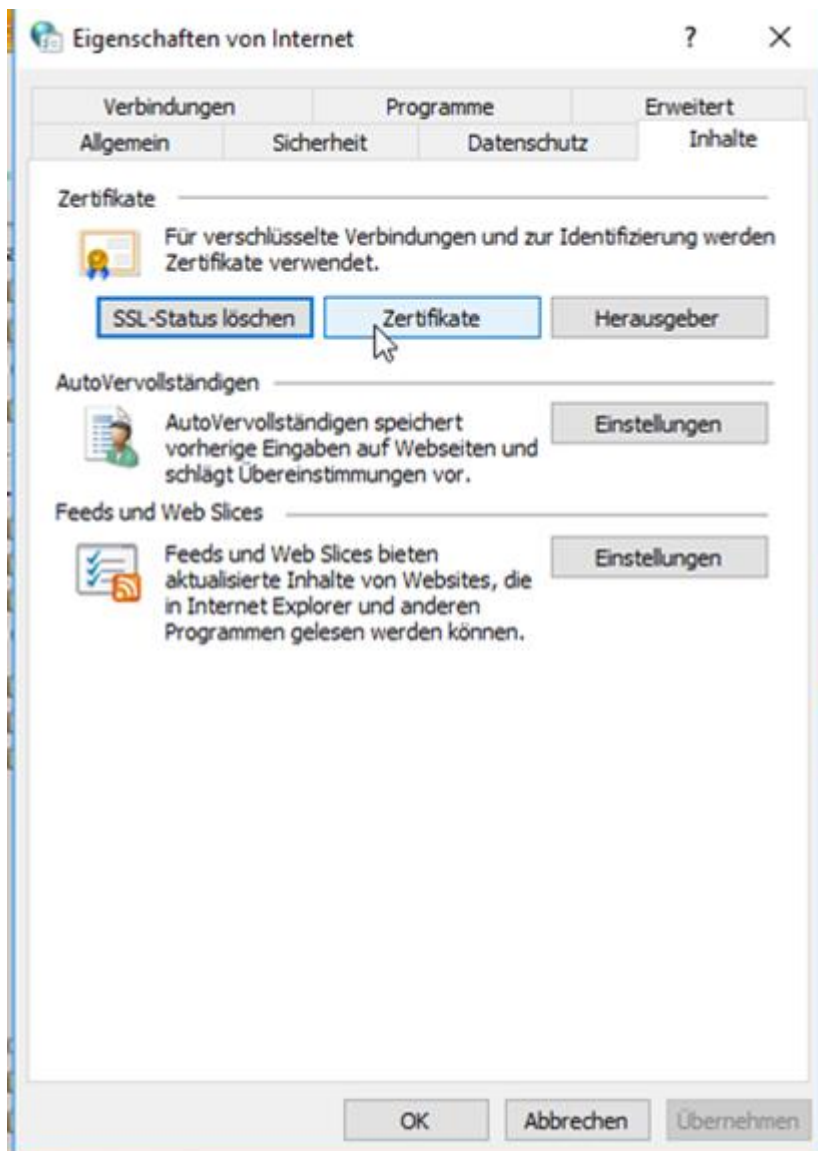 Eigenschaften von Internet
?
Verbindungen Programme Erweitert
Allgemein Sicherheit Datenschutz Inhalte
Zertifikate
Für verschlüsselte Verbindungen und zur Identifizierung werden
Zertifikate verwendet.
SSL-Status löschen Zertifikate Herausgeber
AutoVervollständigen
AutoVervollständigen speichert
vorherige Eingaben auf Webseiten und
schlägt Übereinstimmungen vor.
Einstellungen
Feeds und Web Slices
Feeds und Web Slices bieten
aktualisierte Inhalte von Websites, die
in Internet Explorer und anderen
Programmen gelesen werden können.
Einstellungen
OK Abbrechen Übernehmen